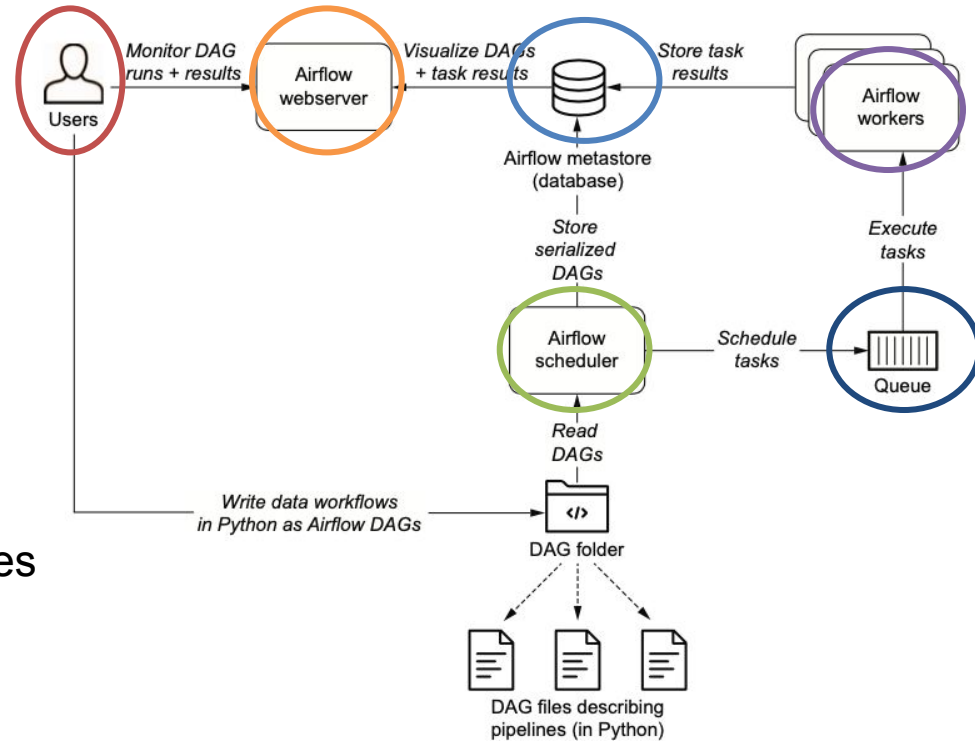 Monitor DAG
runs + results
Users
Airflow
webserver
Visualize DAGs
+ task results
Airflow metastore
(database)
Store task
results
Airflow
workers
Store
serialized
DAGs
Execute
tasks
Airflow
scheduler
Schedule
tasks
Queue
Read
DAGs
Write data workflows
in Python as Airflow DAGs
</>
DAG folder
es
DAG files describing
pipelines (in Python)